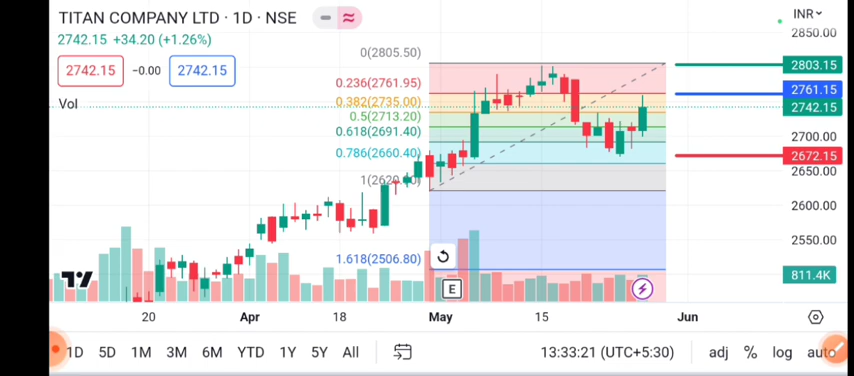 TITAN COMPANY LTD · 1D · NSE
INR
2742.15 +34.20 (+1.26%)
2850.00
0(2805.50)
2803.15
2742.15 −0.00 2742.15
0.236(2761.95)
2761.15
Vol
0.382(2735.00)
2742.15
0.5(2713.20)
0.618(2691.40)
2700.00
0.786(2660.40)
2672.15
2650.00
1(2620.10)
2600.00
2550.00
1.618(2506.80)
811.4K
E
20 Apr 18 May 15 Jun
1D 5D 1M 3M 6M YTD 1Y 5Y All 13:33:21 (UTC+5:30) adj % log auto